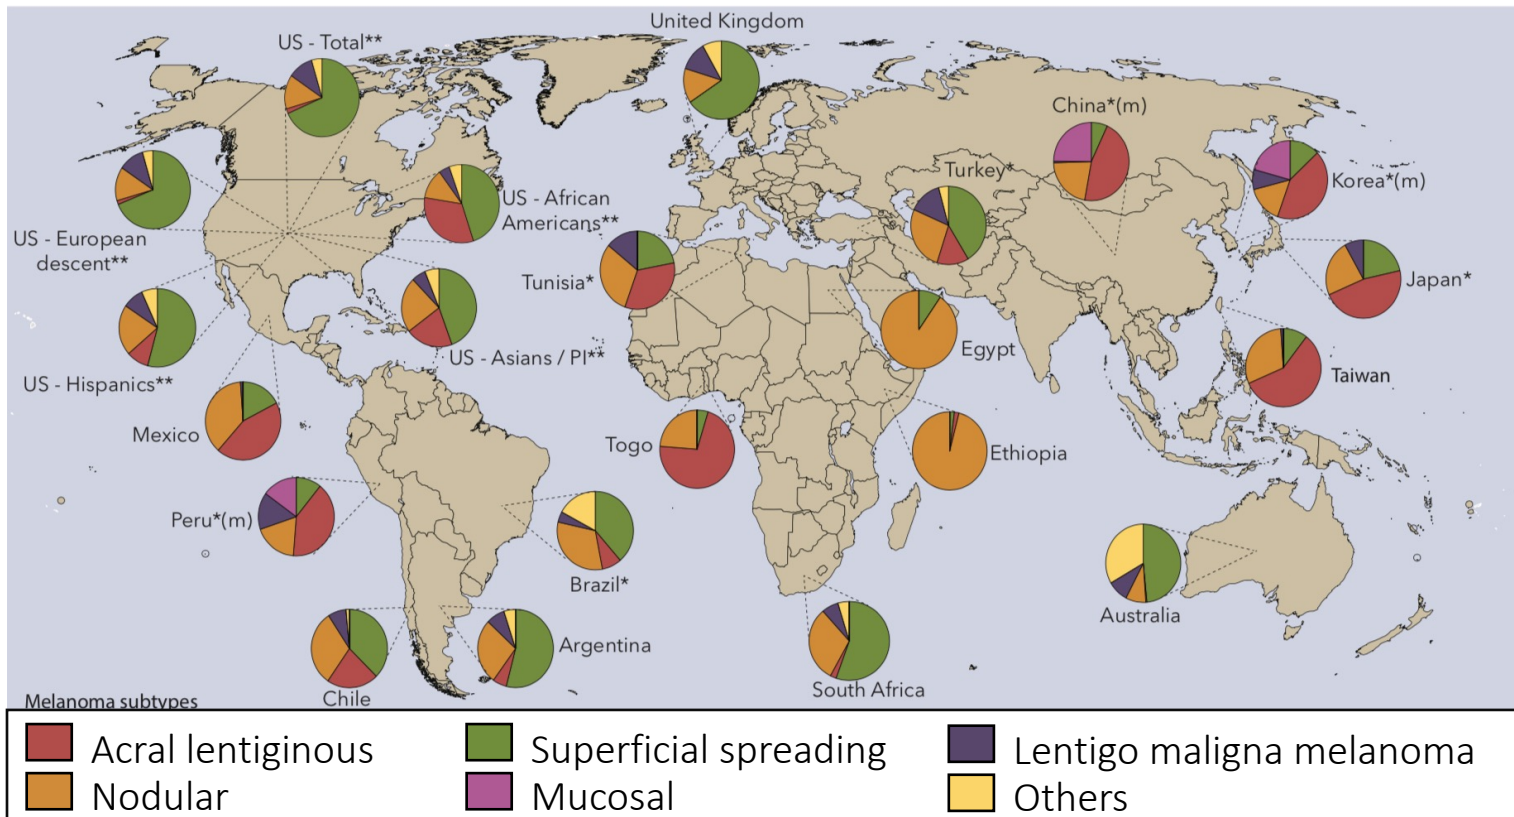 United Kingdom
US - Total**
China*(m)
Turkey*
Korea*(m)
US - African
Americans**
US - European
descent**
Tunisia*
Japan*
Egypt
US - Asians / PI**
Taiwan
US - Hispanics**
Mexico
Togo
Ethiopia
Peru*(m)
Brazil*
Australia
Argentina
South Africa
Chile
Melanoma subtypes
Acral lentiginous
Superficial spreading
Lentigo maligna melanoma
Nodular
Mucosal
Others